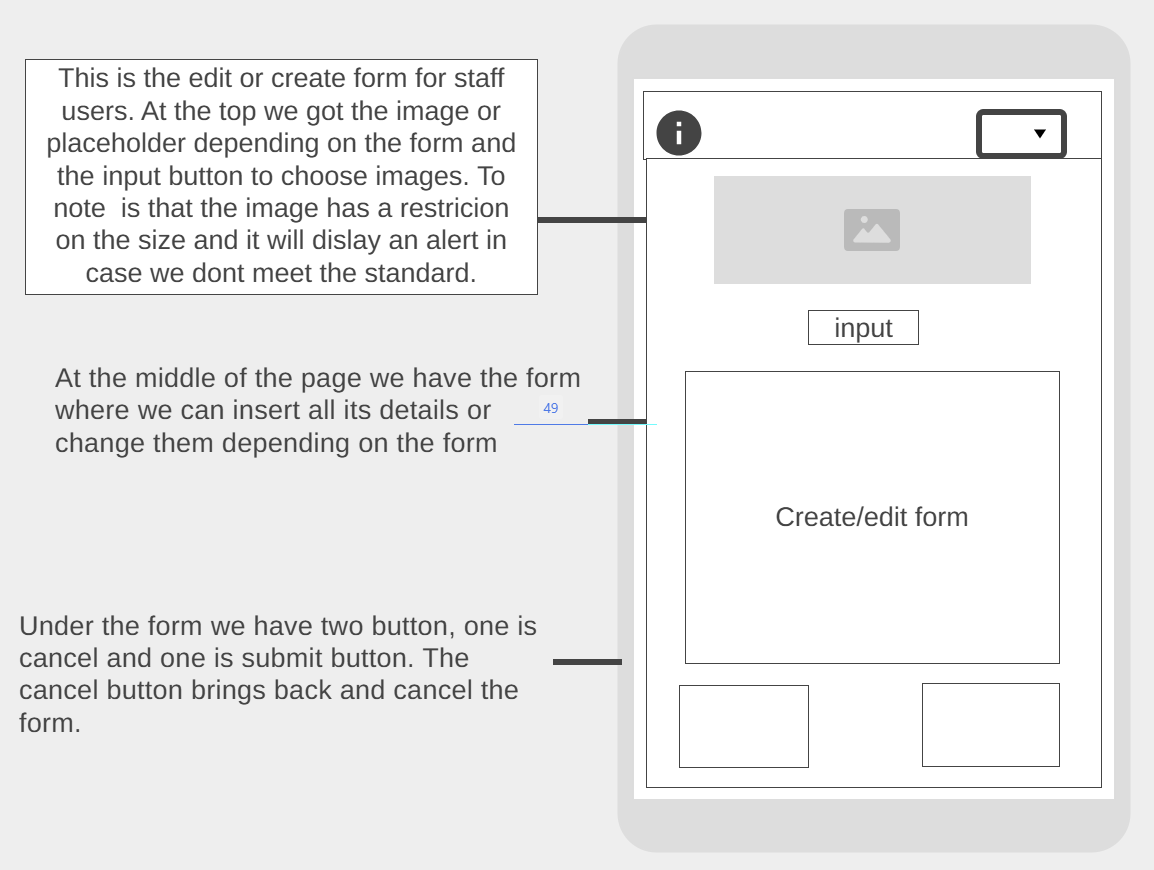 This is the edit or create form for staff
users. At the top we got the image or
placeholder depending on the form and
the input button to choose images. To
note  is that the image has a restricion
on the size and it will dislay an alert in
case we dont meet the standard.
input
At the middle of the page we have the form
where we can insert all its details or
49
change them depending on the form
Create/edit form
Under the form we have two button, one is
cancel and one is submit button. The
cancel button brings back and cancel the
form.